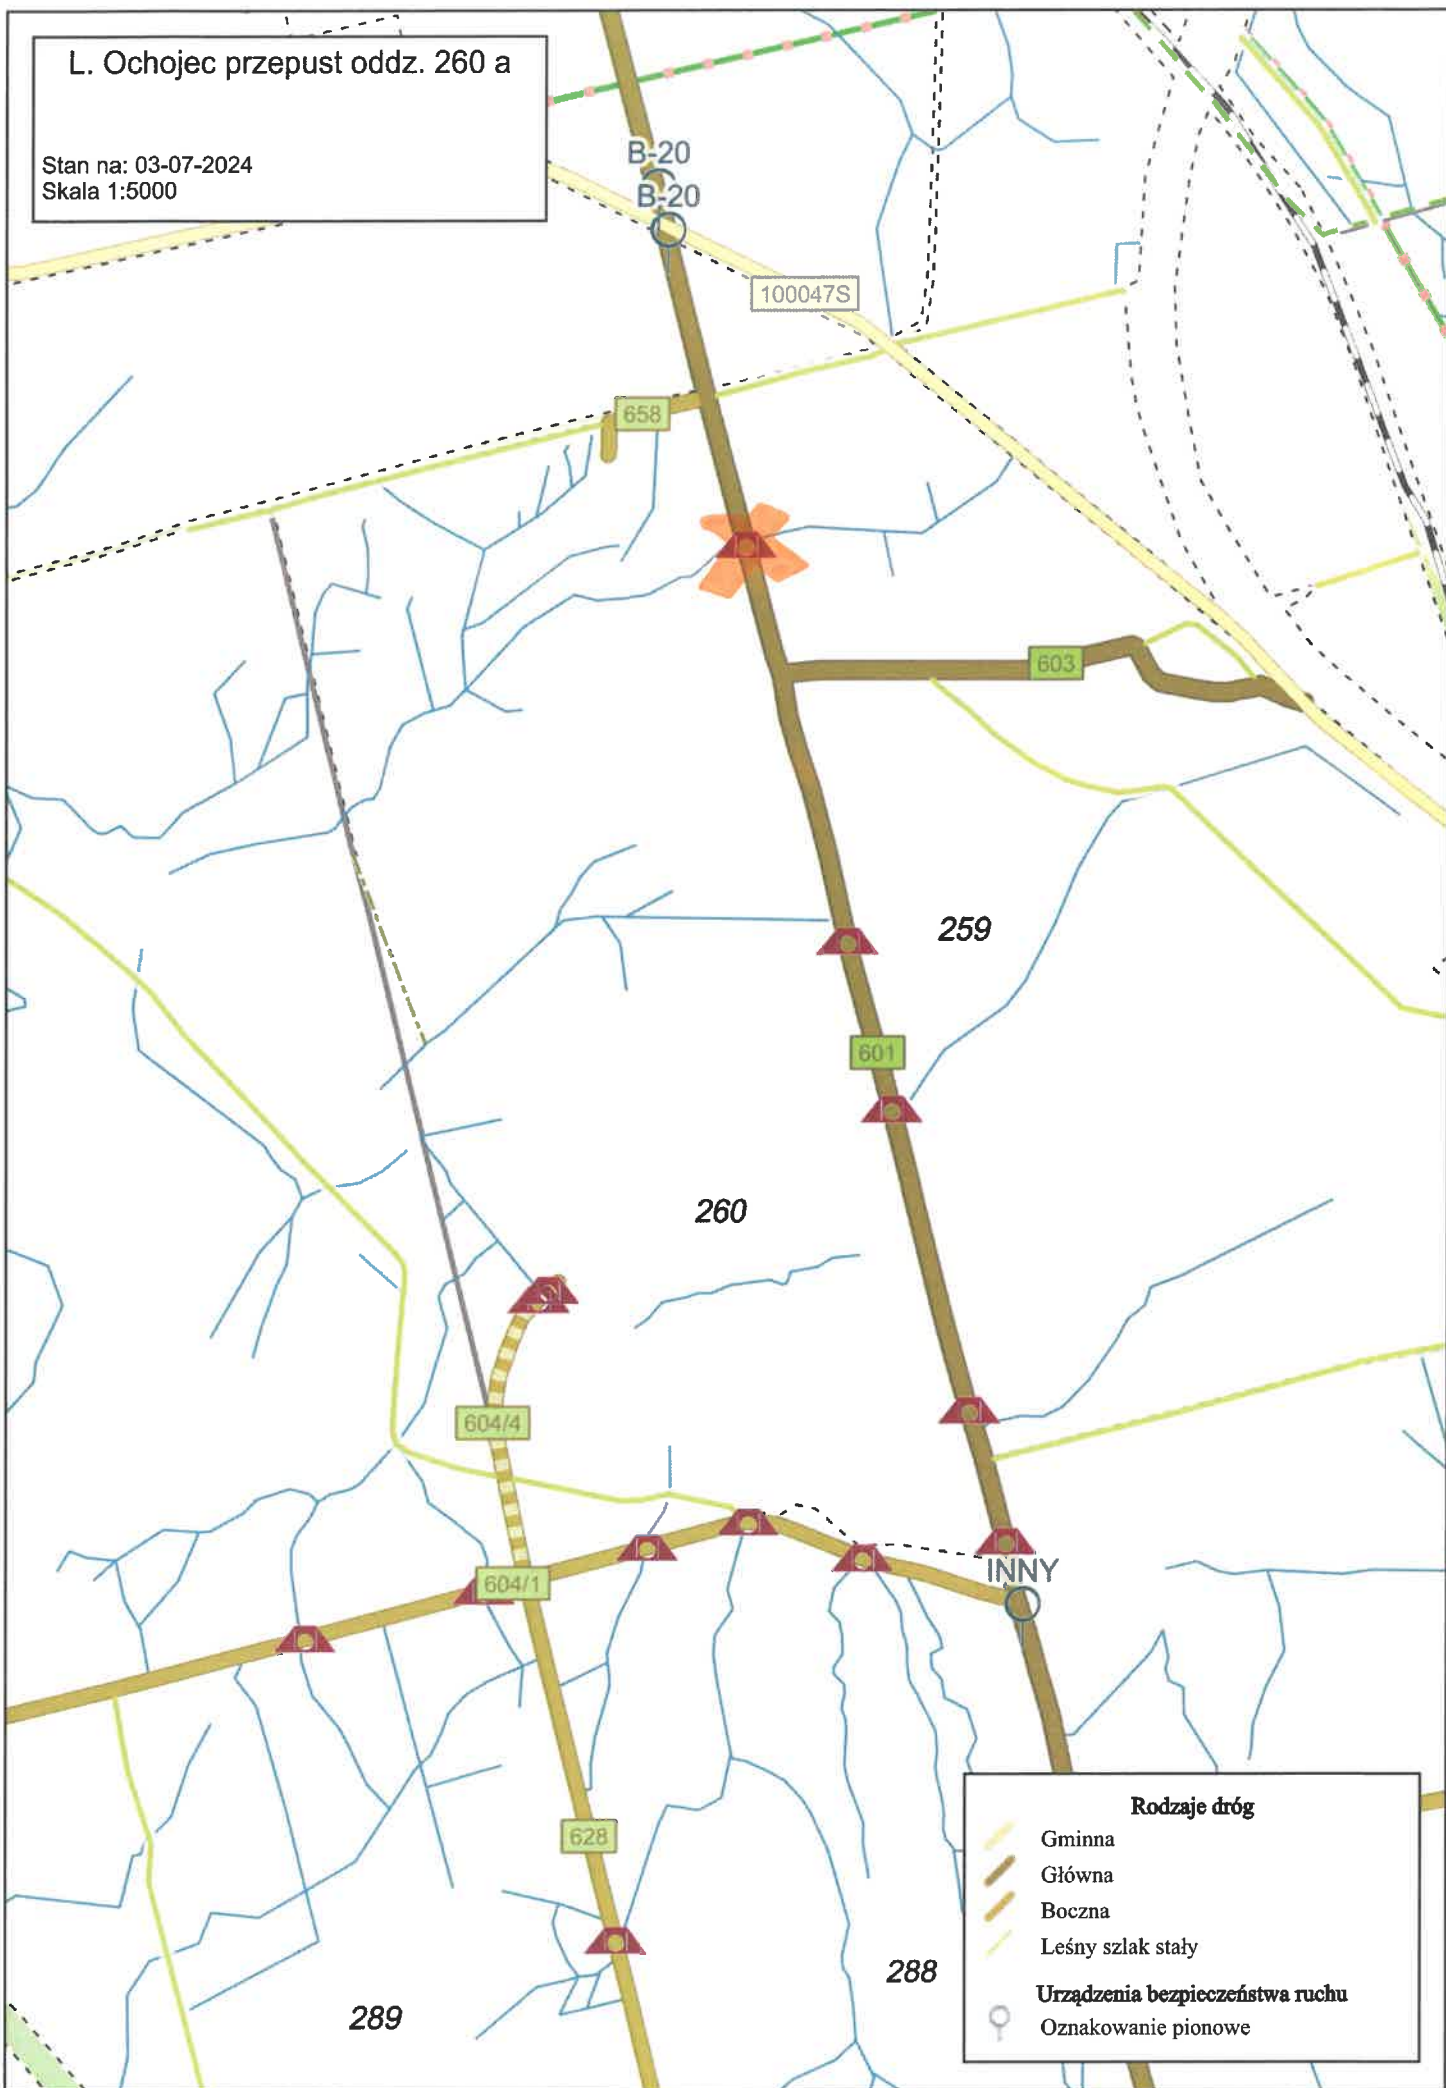 L. Ochojec przepust oddz. 260 a
Stan na: 03-07-2024
Skala 1:5000
B-20
B-20
100047S
658
603
259
601
260
604/4
INNY
604/1
628
288
289
Rodzaje dróg
Gminna
Główna
Boczna
Leśny szlak stały
Urządzenia bezpieczeństwa ruchu
Oznakowanie pionowe